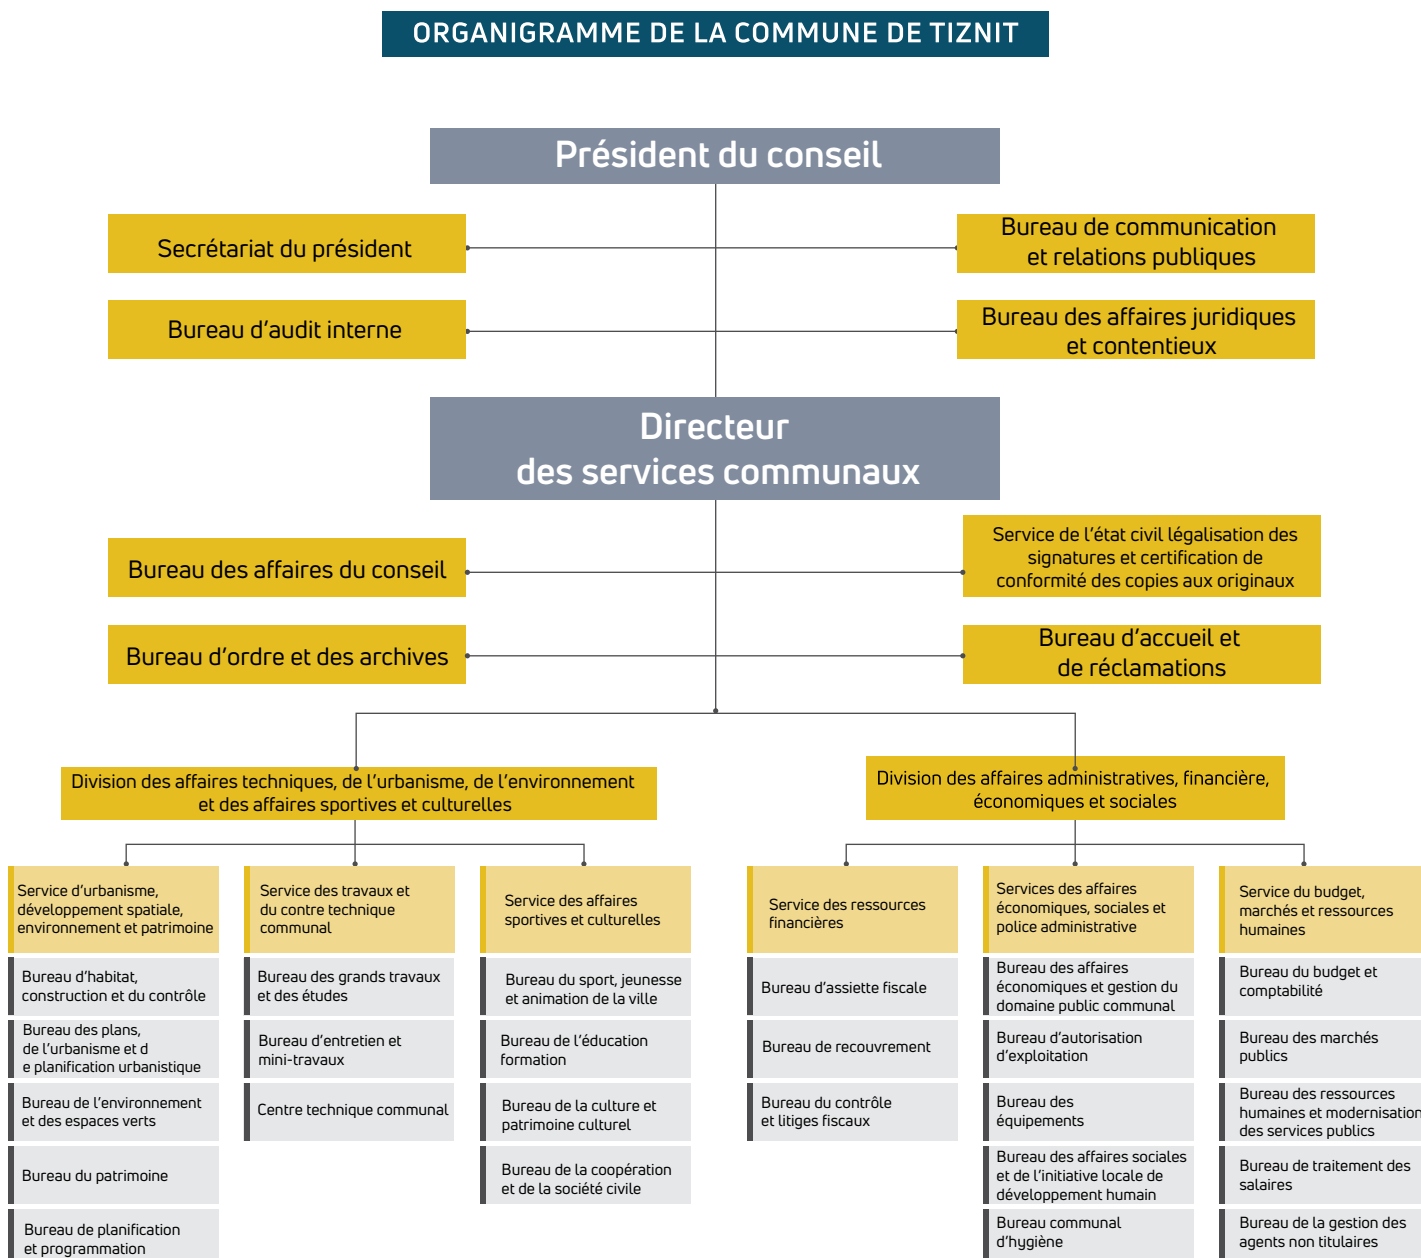 ORGANIGRAMME DE LA COMMUNE DE TIZNIT
Président du conseil
Secrétariat du président
Bureau de communication
et relations publiques
Bureau d'audit interne
Bureau des affaires juridiques
et contentieux
Directeur
des services communaux
Bureau des affaires du conseil
Service de l'état civil légalisation des
signatures et certification de
conformité des copies aux originaux
Bureau d'ordre et des archives
Bureau d'accueil et
de réclamations
Division des affaires techniques, de l'urbanisme, de l'environnement
et des affaires sportives et culturelles
Division des affaires administratives, financière,
économiques et sociales
Service d'urbanisme,
développement spatiale,
environnement et patrimoine
Bureau d'habitat,
construction et du contrôle
Bureau des plans,
de l'urbanisme et d
e planification urbanistique
Bureau de l'environnement
et des espaces verts
Bureau du patrimoine
Bureau de planification
et programmation
Service des travaux et
du contre technique
communal
Bureau des grands travaux
et des études
Bureau d'entretien et
mini-travaux
Centre technique communal
Service des affaires
sportives et culturelles
Bureau du sport, jeunesse
et animation de la ville
Bureau de l'éducation
formation
Bureau de la culture et
patrimoine culturel
Bureau de la coopération
et de la société civile
Service des ressources
financières
Bureau d'assiette fiscale
Bureau de recouvrement
Bureau du contrôle
et litiges fiscaux
Services des affaires
économiques, sociales et
police administrative
Bureau des affaires
économiques et gestion du
domaine public communal
Bureau d'autorisation
d'exploitation
Bureau des
équipements
Bureau des affaires sociales
et de l'initiative locale de
développement humain
Bureau communal
d'hygiène
Service du budget,
marchés et ressources
humaines
Bureau du budget et
comptabilité
Bureau des marchés
publics
Bureau des ressources
humaines et modernisation
des services publics
Bureau de traitement des
salaires
Bureau de la gestion des
agents non titulaires